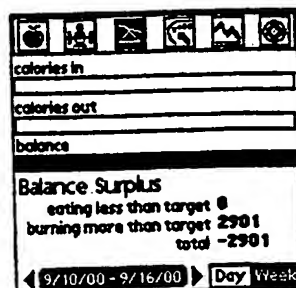 calories in
calories out
balance
Balance Surplus
eating less than target 0
burning more than target 2901
total -2901
9/10/00 - 9/16/00 Day Week